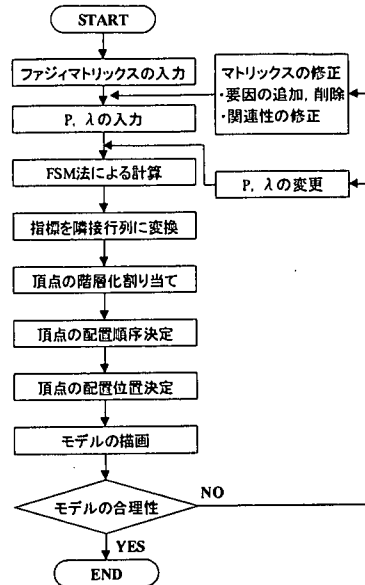 START
ファジィマトリックスの入力
マトリックスの修正
・要因の追加, 削除
・関連性の修正
P, λの入力
FSM法による計算
P, λの変更
指標を隣接行列に変換
頂点の階層化割り当て
頂点の配置順序決定
頂点の配置位置決定
モデルの描画
モデルの合理性
NO
YES
END